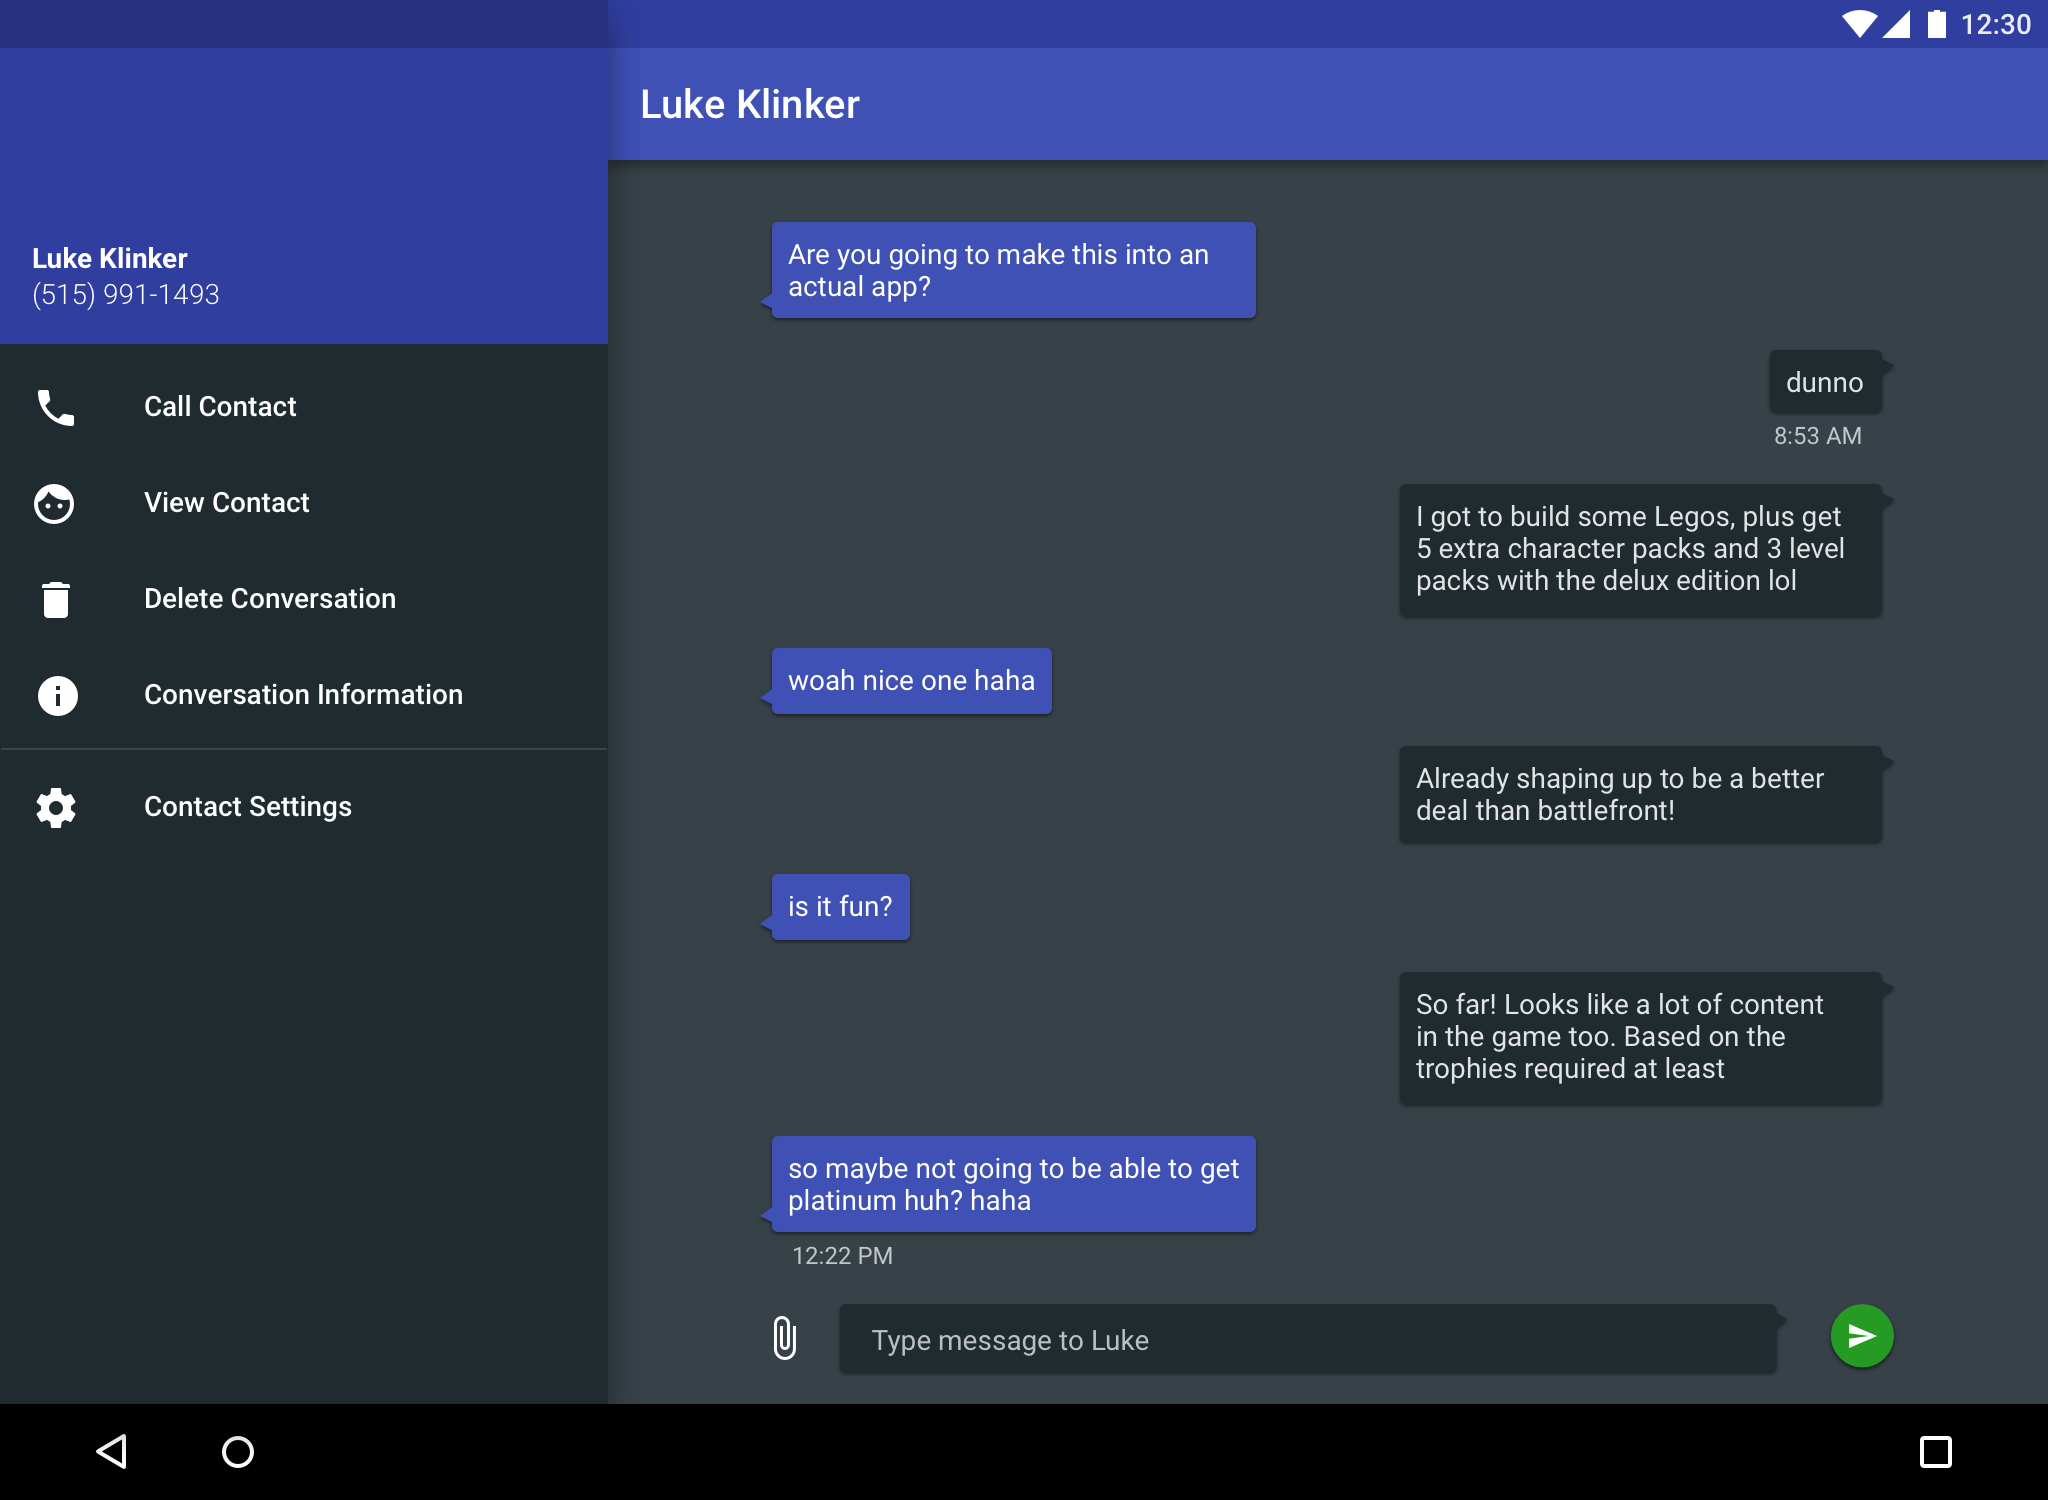 12:30
Luke Klinker
Luke Klinker
(515) 991-1493
Call Contact
View Contact
Delete Conversation
Conversation Information
Contact Settings
Are you going to make this into an
actual app?
dunno
8:53 AM
I got to build some Legos, plus get
5 extra character packs and 3 level
packs with the delux edition lol
woah nice one haha
Already shaping up to be a better
deal than battlefront!
is it fun?
So far! Looks like a lot of content
in the game too. Based on the
trophies required at least
so maybe not going to be able to get
platinum huh? haha
12:22 PM
Type message to Luke